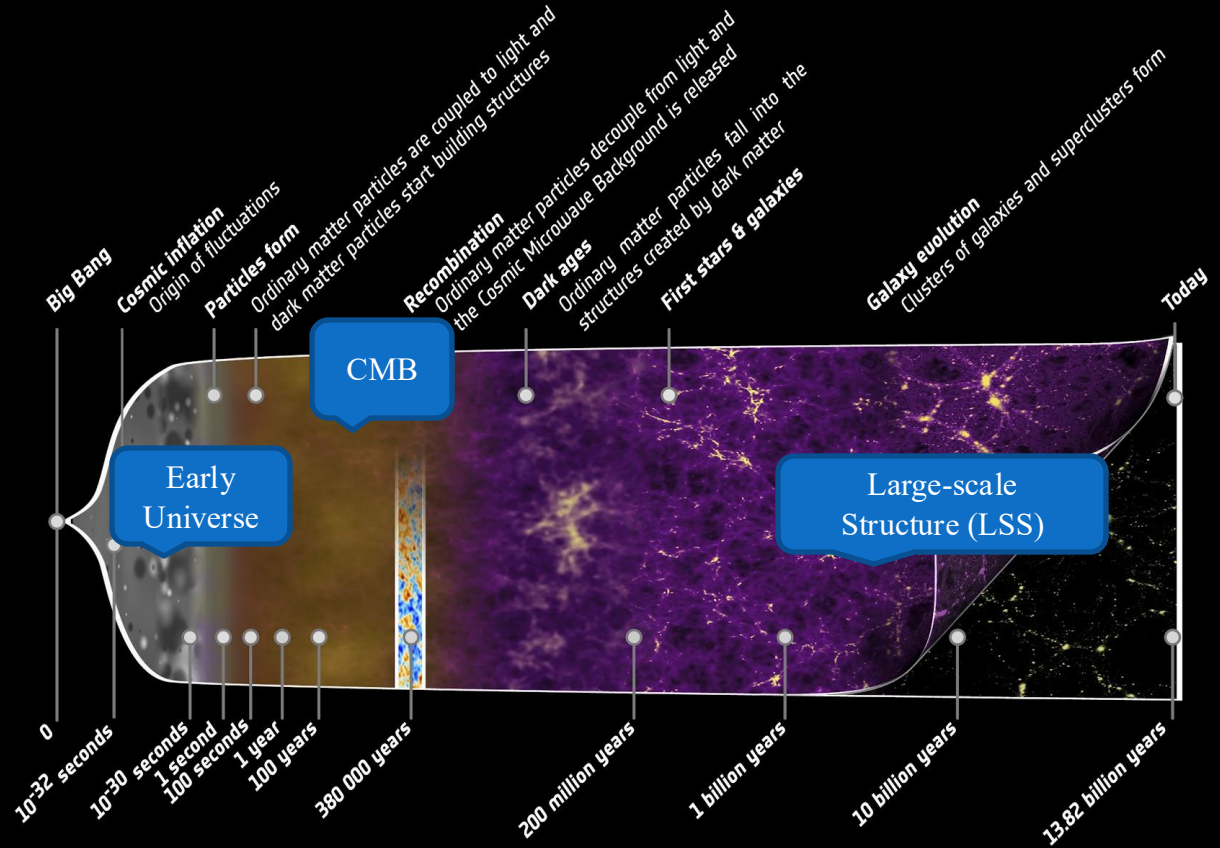 Big Bang
Cosmic inflation
Origin of fluctuations
Particles form
Ordinary matter particles are coupled to light and
dark matter particles start building structures
Recombination
Ordinary matter particles decouple from light and
the Cosmic Microwave Background is released
Dark ages
Ordinary matter particles fall into the
structures created by dark matter
First stars & galaxies
Galaxy evolution
Clusters of galaxies and superclusters form
Today
CMB
Early
Universe
Large-scale
Structure (LSS)
0
10-32 seconds
10-30 seconds
1 second
100 seconds
1 year
100 years
380 000 years
200 million years
1 billion years
10 billion years
13.82 billion years